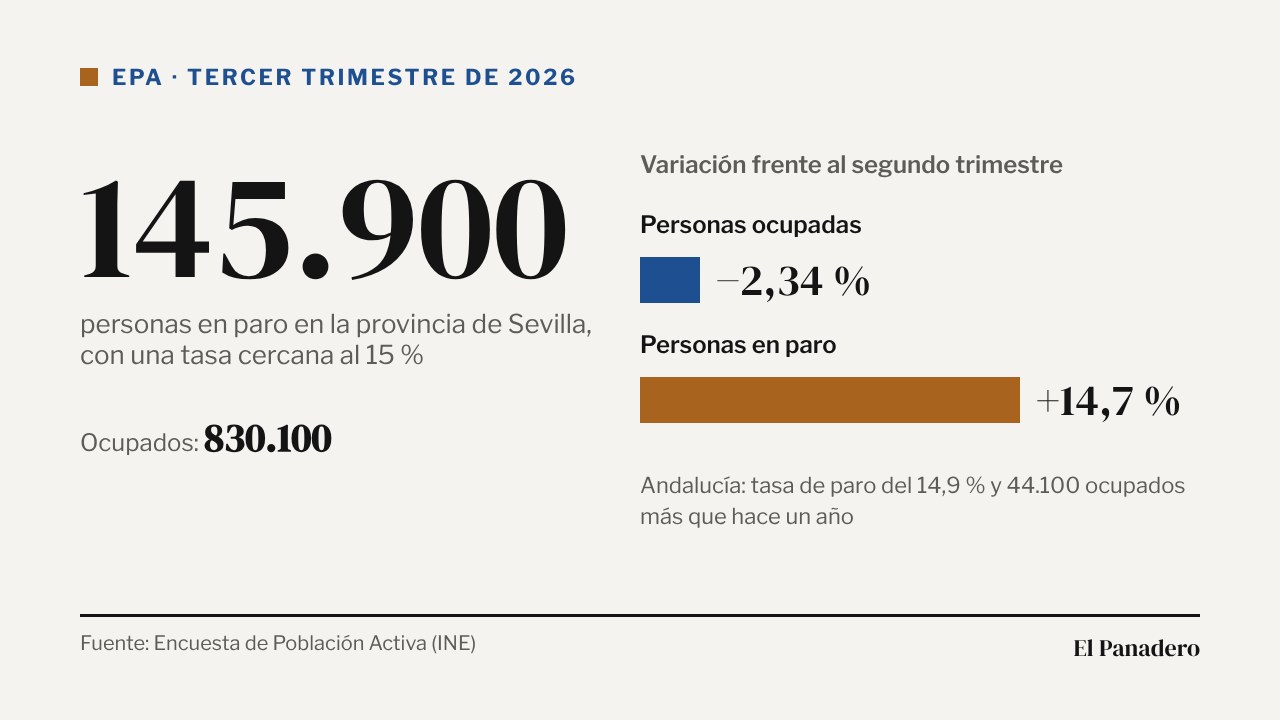 EPA · TERCER TRIMESTRE DE 2026
145.900
personas en paro en la provincia de Sevilla,
con una tasa cercana al 15 %
Ocupados: 830.100
Variación frente al segundo trimestre
Personas ocupadas
−2,34 %
Personas en paro
+14,7 %
Andalucía: tasa de paro del 14,9 % y 44.100 ocupados
más que hace un año
Fuente: Encuesta de Población Activa (INE)
El Panadero